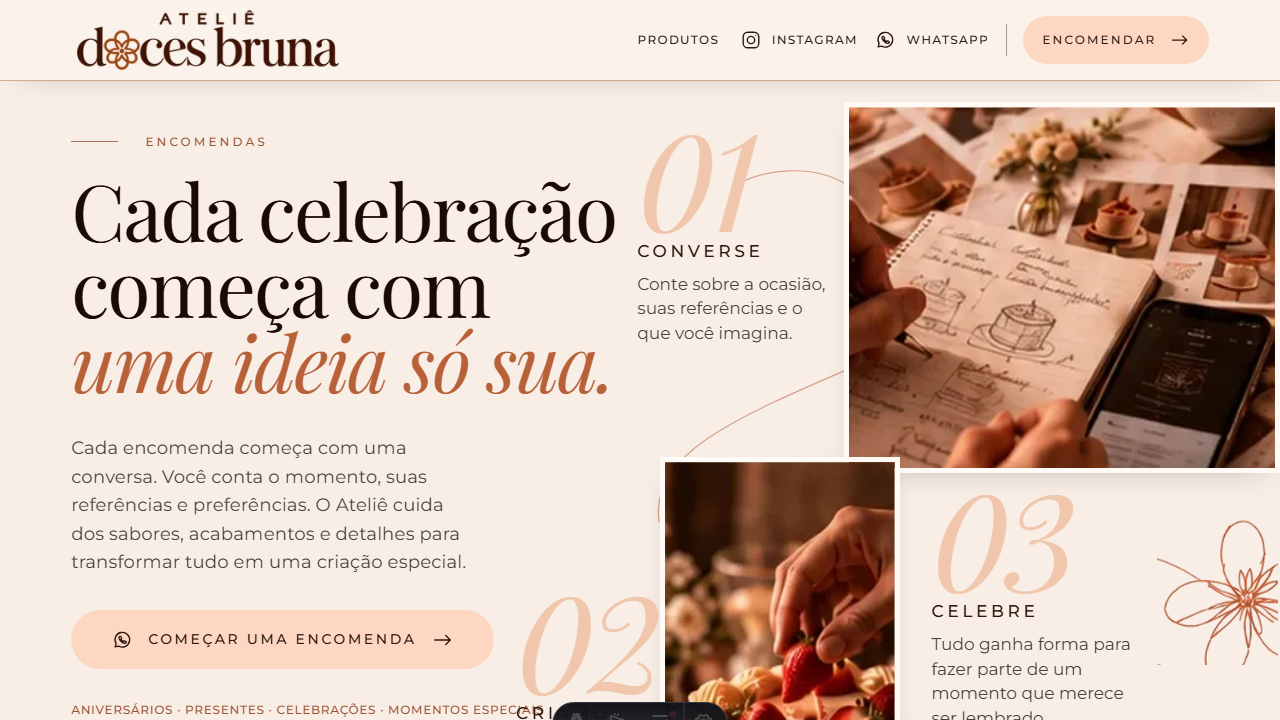 ATELIÊ
doces bruna
PRODUTOS
INSTAGRAM
WHATSAPP
ENCOMENDAR
ENCOMENDAS
Cada celebração
começa com
uma ideia só sua.
Cada encomenda começa com uma
conversa. Você conta o momento, suas
referências e preferências. O Ateliê cuida
dos sabores, acabamentos e detalhes para
transformar tudo em uma criação especial.
COMEÇAR UMA ENCOMENDA
ANIVERSÁRIOS · PRESENTES · CELEBRAÇÕES · MOMENTOS ESPECIAIS
01
CONVERSE
Conte sobre a ocasião,
suas referências e o
que você imagina.
02
CRI
03
CELEBRE
Tudo ganha forma para
fazer parte de um
momento que merece
ser lembrado